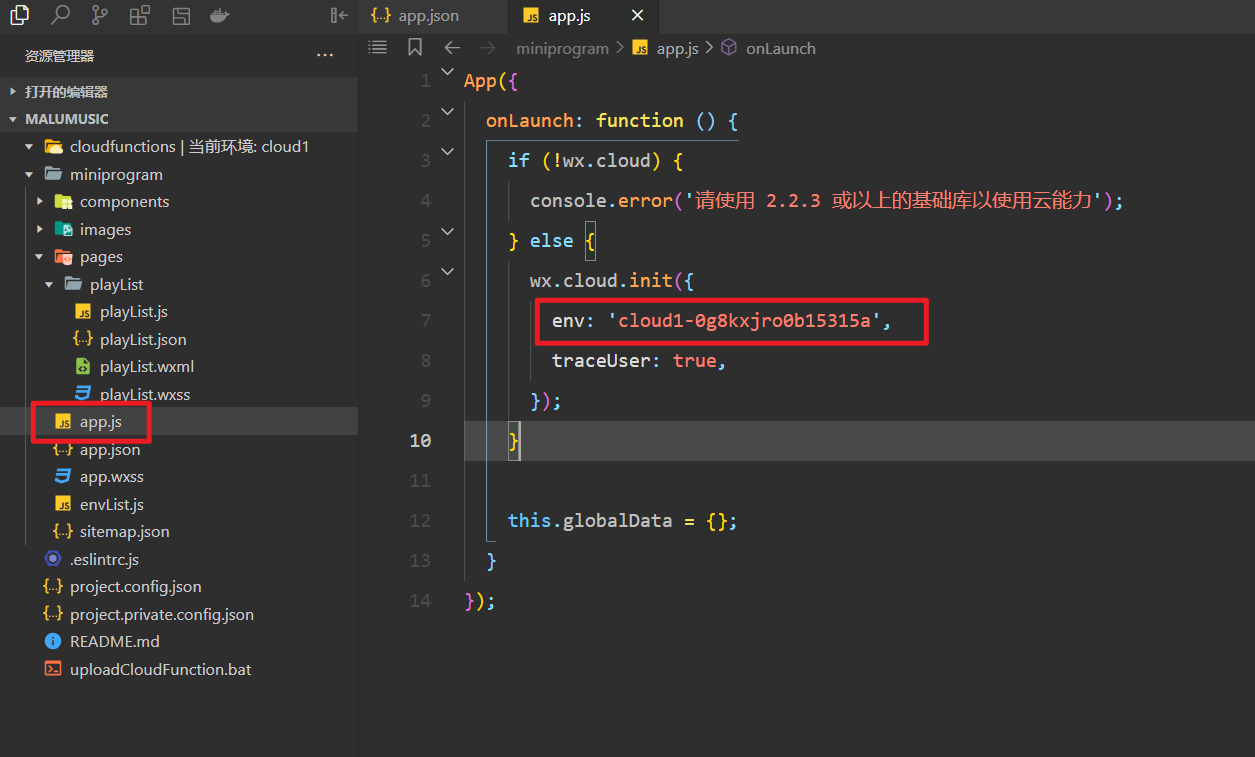 app.json
app.js
资源管理器
miniprogram > app.js > onLaunch
打开的编辑器
MALUMUSIC
cloudfunctions | 当前环境: cloud1
miniprogram
components
images
pages
playList
playList.js
playList.json
playList.wxml
playList.wxss
app.js
app.json
app.wxss
envList.js
sitemap.json
.eslintrc.js
project.config.json
project.private.config.json
README.md
uploadCloudFunction.bat
1 App({
2 onLaunch: function () {
3 if (!wx.cloud) {
4 console.error('请使用 2.2.3 或以上的基础库以使用云能力');
5 } else {
6 wx.cloud.init({
7 env: 'cloud1-0g8kxjro0b15315a',
8 traceUser: true,
9 });
10 }
11
12 this.globalData = {};
13 }
14 });